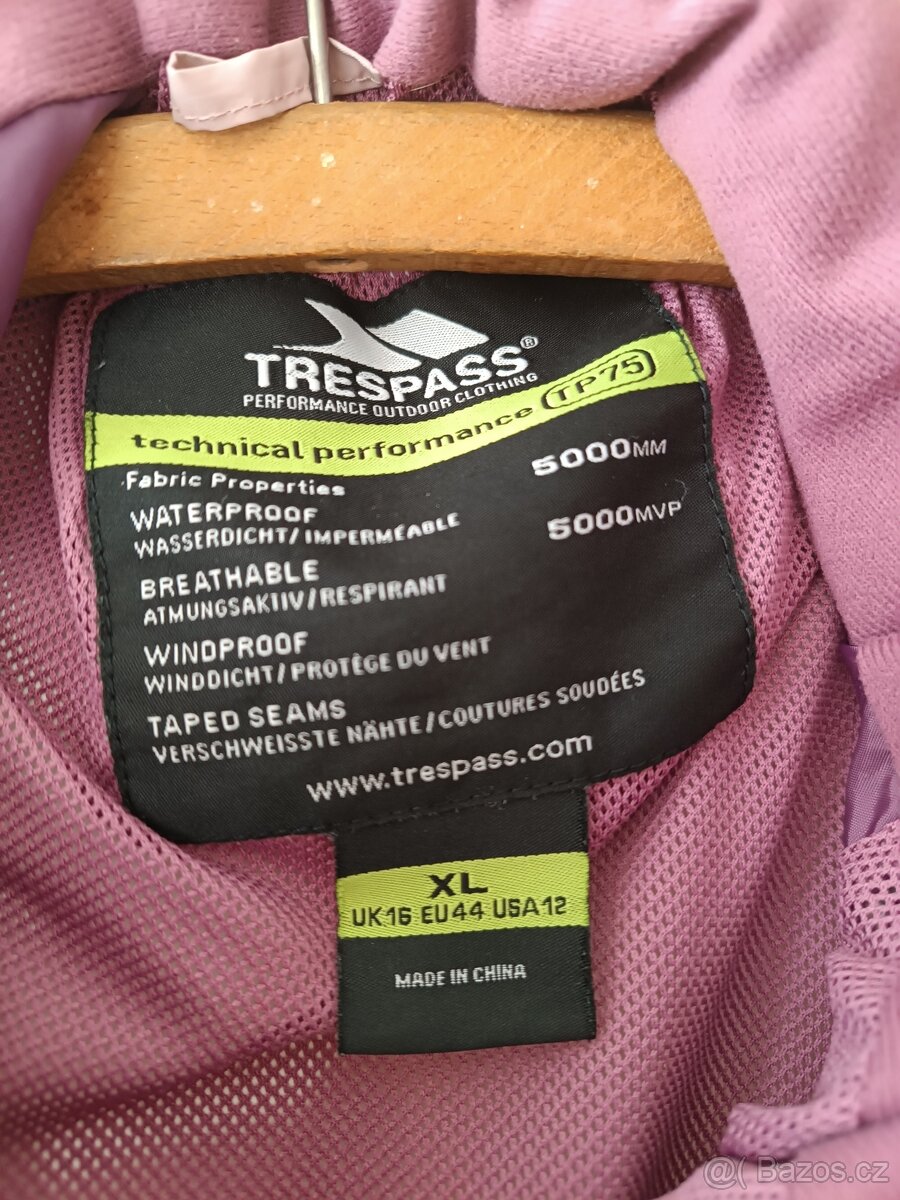 TRESPASS®
PERFORMANCE OUTDOOR CLOTHING
technical performance TP75
Fabric Properties
WATERPROOF 5000MM
WASSERDICHT/IMPERMÉABLE
BREATHABLE 5000MVP
ATMUNGSAKTIV/RESPIRANT
WINDPROOF
WINDDICHT/PROTÈGE DU VENT
TAPED SEAMS
VERSCHWEISSTE NÄHTE/COUTURES SOUDÉES
www.trespass.com
XL
UK16 EU44 USA12
MADE IN CHINA
@( Bazos.cz